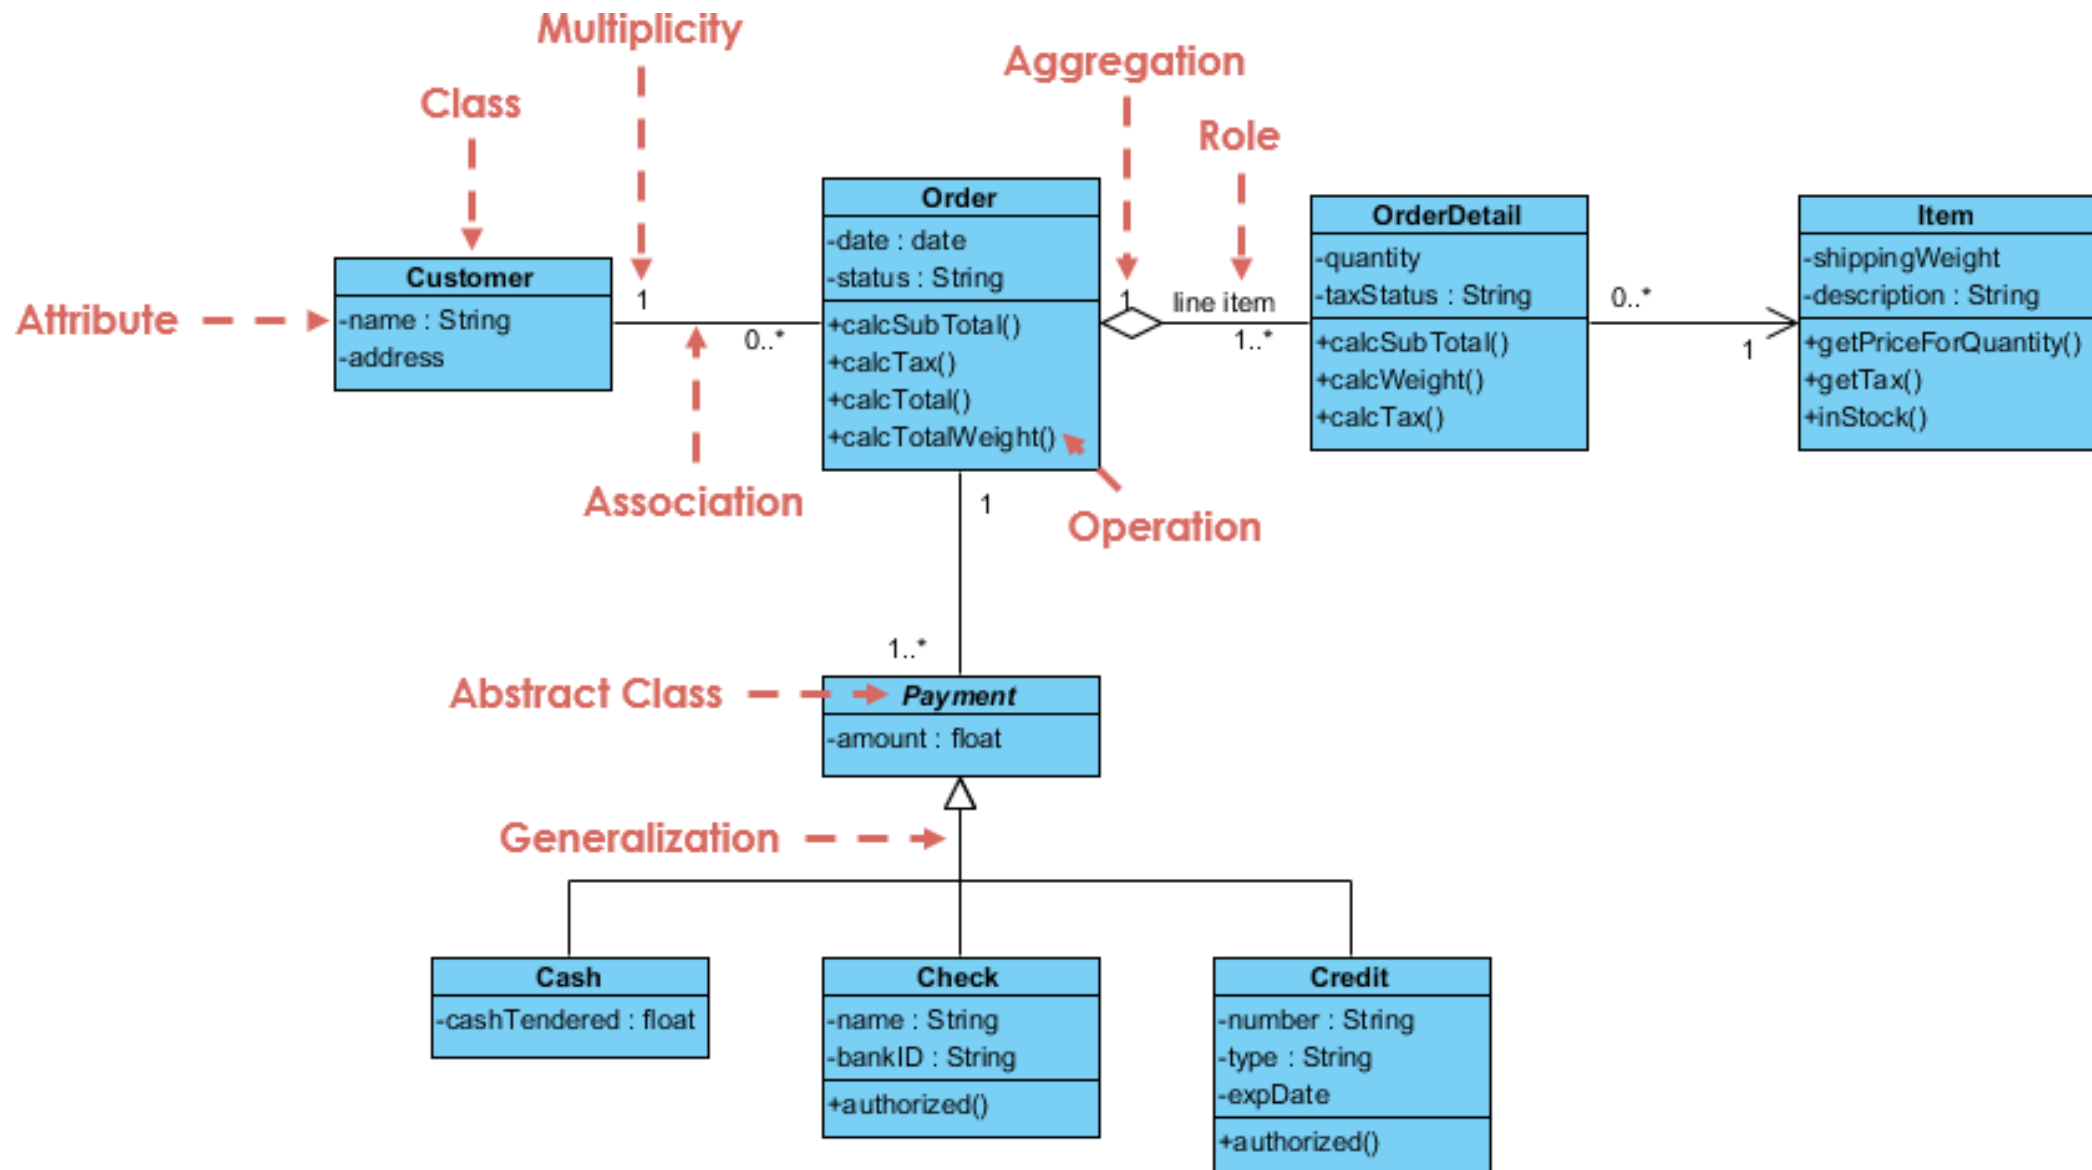 Multiplicity
Aggregation
Class
Role
Attribute
Association
Operation
Abstract Class
Generalization
Customer
-name : String
-address
1
0..*
Order
-date : date
-status : String
+calcSubTotal()
+calcTax()
+calcTotal()
+calcTotalWeight()
1
line item
1..*
OrderDetail
-quantity
-taxStatus : String
+calcSubTotal()
+calcWeight()
+calcTax()
0..*
1
Item
-shippingWeight
-description : String
+getPriceForQuantity()
+getTax()
+inStock()
1
1..*
Payment
-amount : float
Cash
-cashTendered : float
Check
-name : String
-bankID : String
+authorized()
Credit
-number : String
-type : String
-expDate
+authorized()